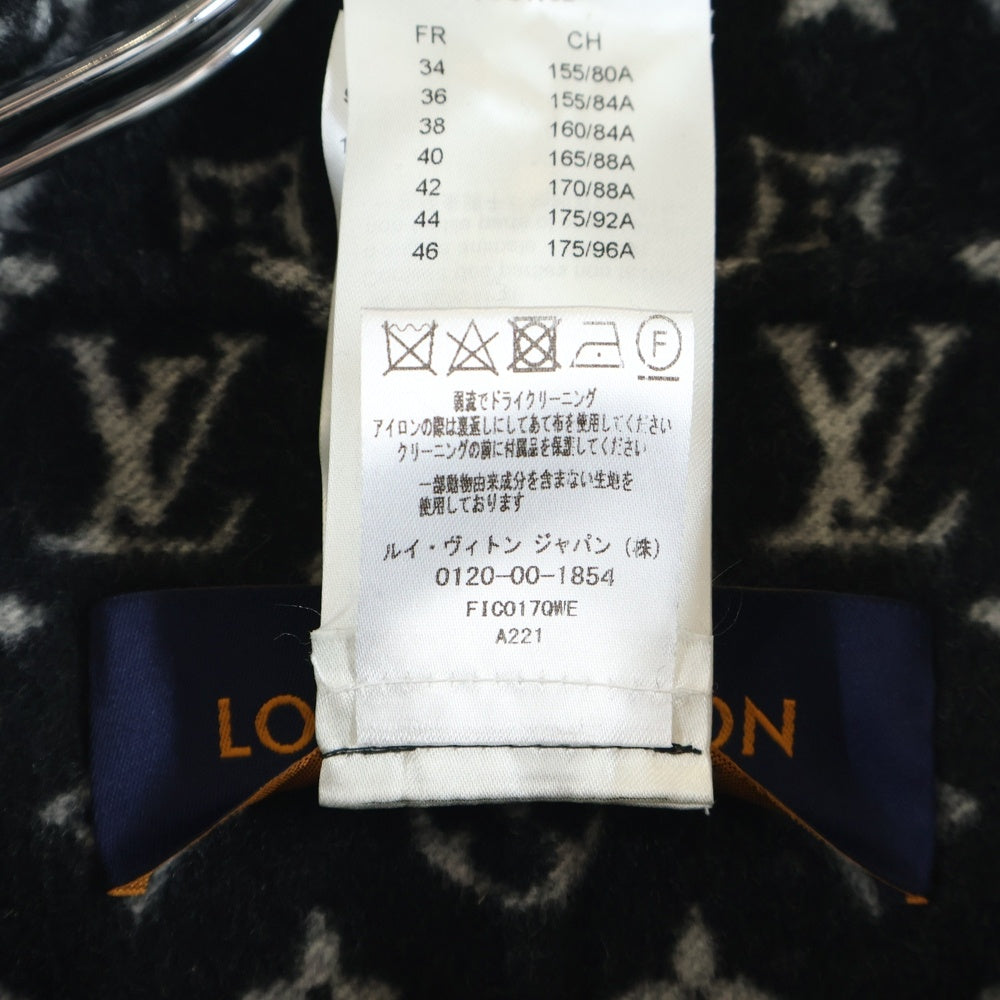 FR CH
34 155/80A
36 155/84A
38 160/84A
40 165/88A
42 170/88A
44 175/92A
46 175/96A
F
弱流でドライクリーニング
アイロンの際は裏返しにしてあて布を使用してください
クリーニングの前に付属品を保護してください
一部動物由来成分を含まない生地を
使用しております
ルイ・ヴィトン ジャパン (株)
0120-00-1854
FICO17QWE
A221
LO ON